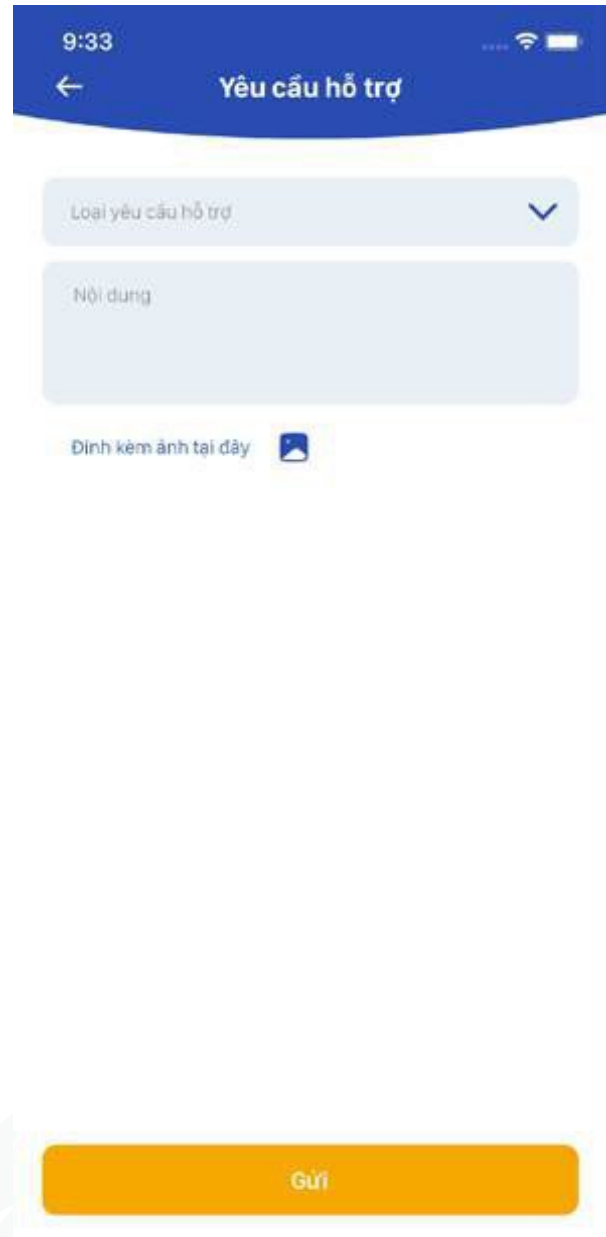 9:33
Yêu cầu hỗ trợ
Loại yêu cầu hỗ trợ
Nội dung
Đính kèm ảnh tại đây
Gửi